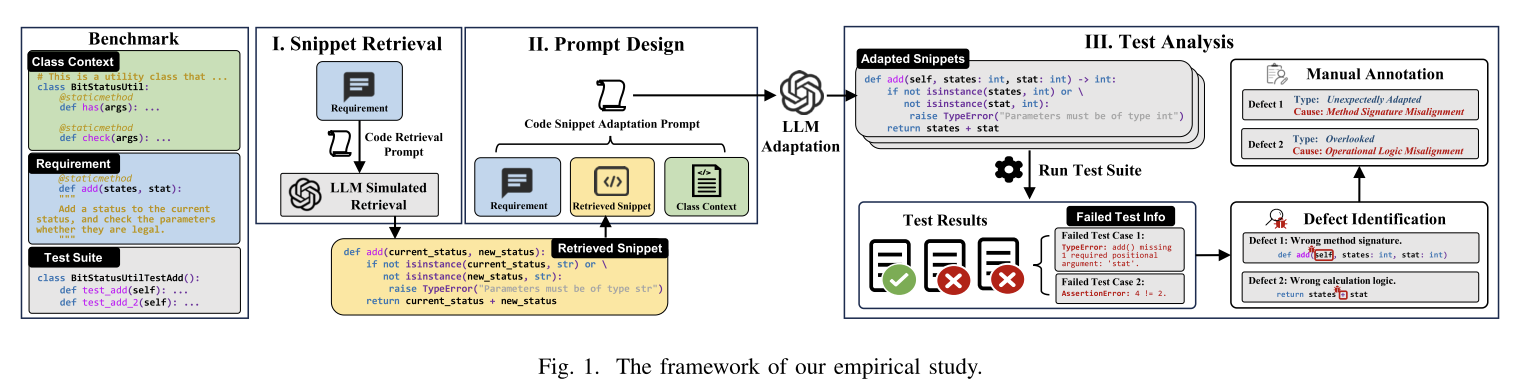 Benchmark
Class Context
# This is a utility class that ...
class BitStatusUtil:
@staticmethod
def has(args): ...
@staticmethod
def check(args): ...
Requirement
@staticmethod
def add(states, stat):
"""
Add a status to the current
status, and check the parameters
whether they are legal.
"""
Test Suite
class BitStatusUtilTestAdd():
def test_add(self): ...
def test_add_2(self): ...
I. Snippet Retrieval
Requirement
Code Retrieval
Prompt
LLM Simulated
Retrieval
II. Prompt Design
Code Snippet Adaptation Prompt
Requirement
</>
Retrieved Snippet
</>
Class Context
Retrieved Snippet
def add(current_status, new_status):
if not isinstance(current_status, str) or \
not isinstance(new_status, str):
raise TypeError("Parameters must be of type str")
return current_status + new_status
LLM
Adaptation
III. Test Analysis
Adapted Snippets
def add(self, states: int, stat: int) -> int:
if not isinstance(states, int) or \
not isinstance(stat, int):
raise TypeError("Parameters must be of type int")
return states + stat
Run Test Suite
Test Results
Failed Test Info
Failed Test Case 1:
TypeError: add() missing
1 required positional
argument: 'stat'.
Failed Test Case 2:
AssertionError: 4 != 2.
Defect Identification
Defect 1: Wrong method signature.
def add(self, states: int, stat: int)
Defect 2: Wrong calculation logic.
return states + stat
Manual Annotation
Defect 1
Type: Unexpectedly Adapted
Cause: Method Signature Misalignment
Defect 2
Type: Overlooked
Cause: Operational Logic Misalignment
Fig. 1. The framework of our empirical study.